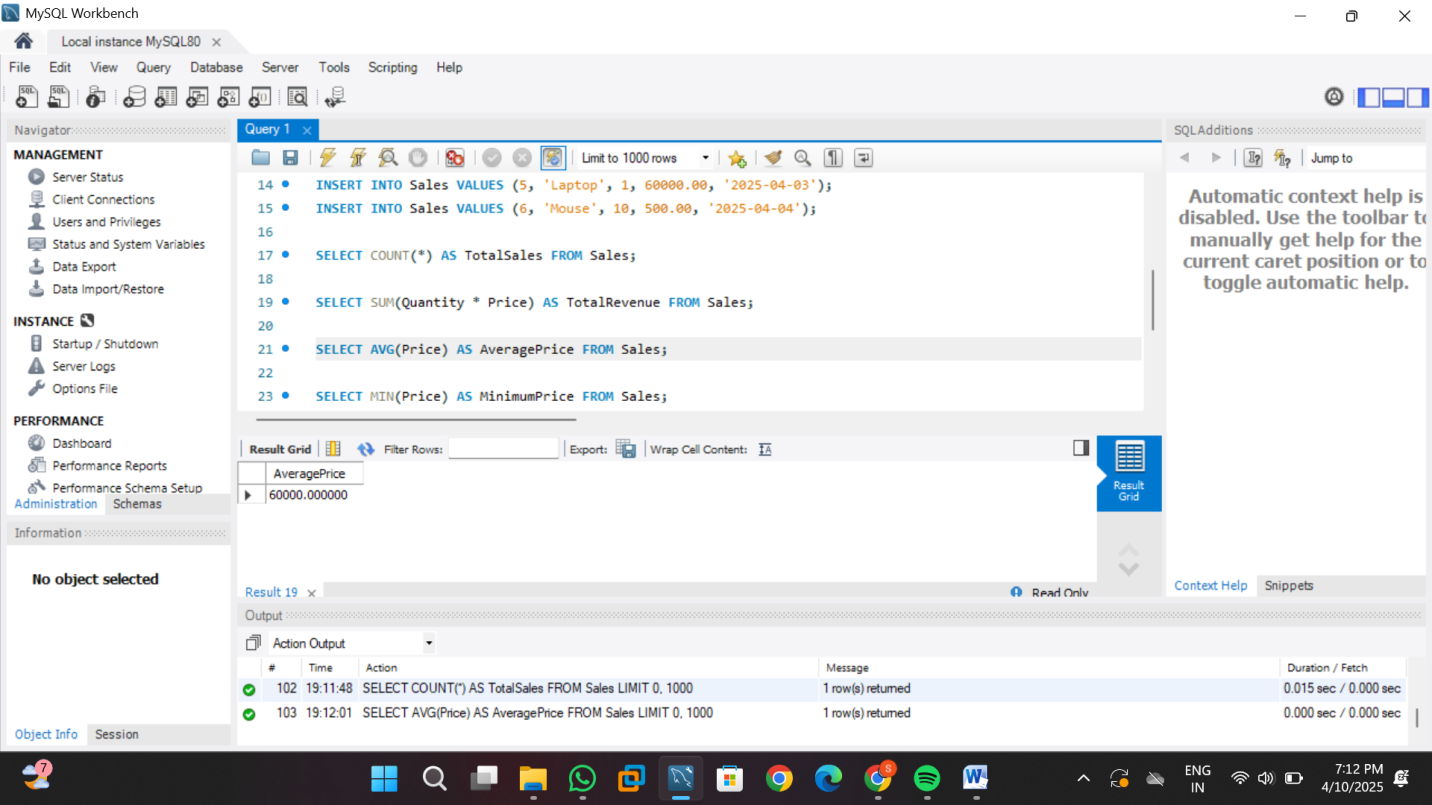 MySQL Workbench
Local instance MySQL80
File Edit View Query Database Server Tools Scripting Help
Navigator
MANAGEMENT
Server Status
Client Connections
Users and Privileges
Status and System Variables
Data Export
Data Import/Restore
INSTANCE
Startup / Shutdown
Server Logs
Options File
PERFORMANCE
Dashboard
Performance Reports
Performance Schema Setup
Administration Schemas
Information
No object selected
Object Info Session
Query 1
Limit to 1000 rows
14 INSERT INTO Sales VALUES (5, 'Laptop', 1, 60000.00, '2025-04-03');
15 INSERT INTO Sales VALUES (6, 'Mouse', 10, 500.00, '2025-04-04');
16
17 SELECT COUNT(*) AS TotalSales FROM Sales;
18
19 SELECT SUM(Quantity * Price) AS TotalRevenue FROM Sales;
20
21 SELECT AVG(Price) AS AveragePrice FROM Sales;
22
23 SELECT MIN(Price) AS MinimumPrice FROM Sales;
Result Grid Filter Rows: Export: Wrap Cell Content:
AveragePrice
60000.000000
Result Grid
Result 19 Read Only
SQLAdditions
Jump to
Automatic context help is
disabled. Use the toolbar to
manually get help for the
current caret position or to
toggle automatic help.
Context Help Snippets
Output
Action Output
# Time Action Message Duration / Fetch
102 19:11:48 SELECT COUNT(*) AS TotalSales FROM Sales LIMIT 0, 1000 1 row(s) returned 0.015 sec / 0.000 sec
103 19:12:01 SELECT AVG(Price) AS AveragePrice FROM Sales LIMIT 0, 1000 1 row(s) returned 0.000 sec / 0.000 sec
7
S
ENG
IN
7:12 PM
4/10/2025